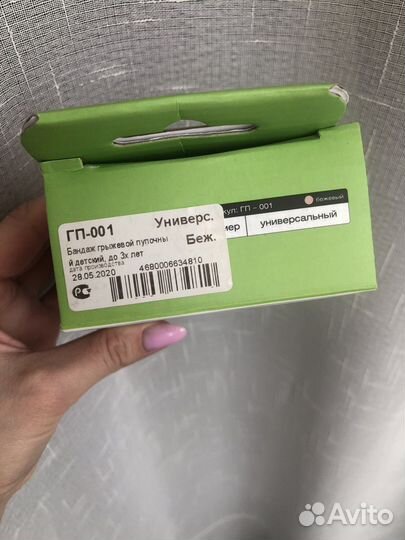 ГП-001 Универс.
Бандаж грыжевой пупочны Беж.
й детский, до 3х лет
дата производства
28.05.2020
4680006634810
кул: ГП - 001 бежевый
мер универсальный
Avito